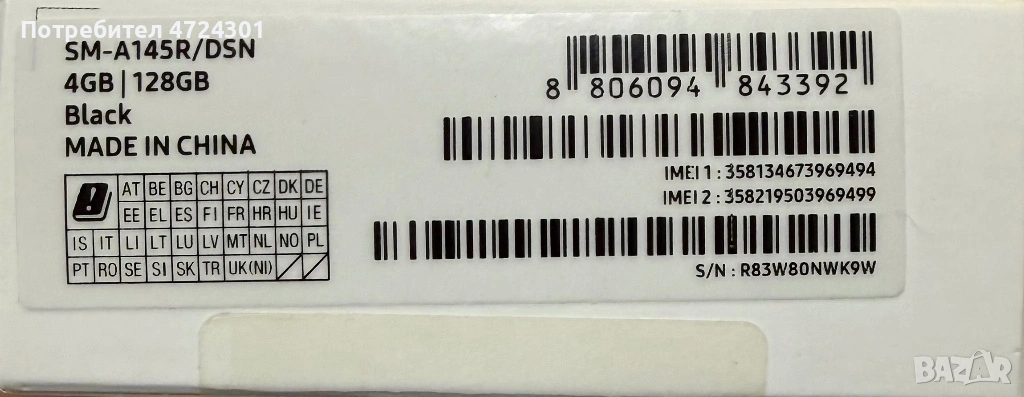 Потребител 4724301
SM-A145R/DSN
4GB | 128GB
Black
MADE IN CHINA
8 806094 843392
IMEI 1 : 358134673969494
IMEI 2 : 358219503969499
S/N : R83W80NWK9W
AT BE BG CH CY CZ DK DE
EE EL ES FI FR HR HU IE
IS IT LI LT LU LV MT NL NO PL
PT RO SE SI SK TR UK(NI)
BAZAR